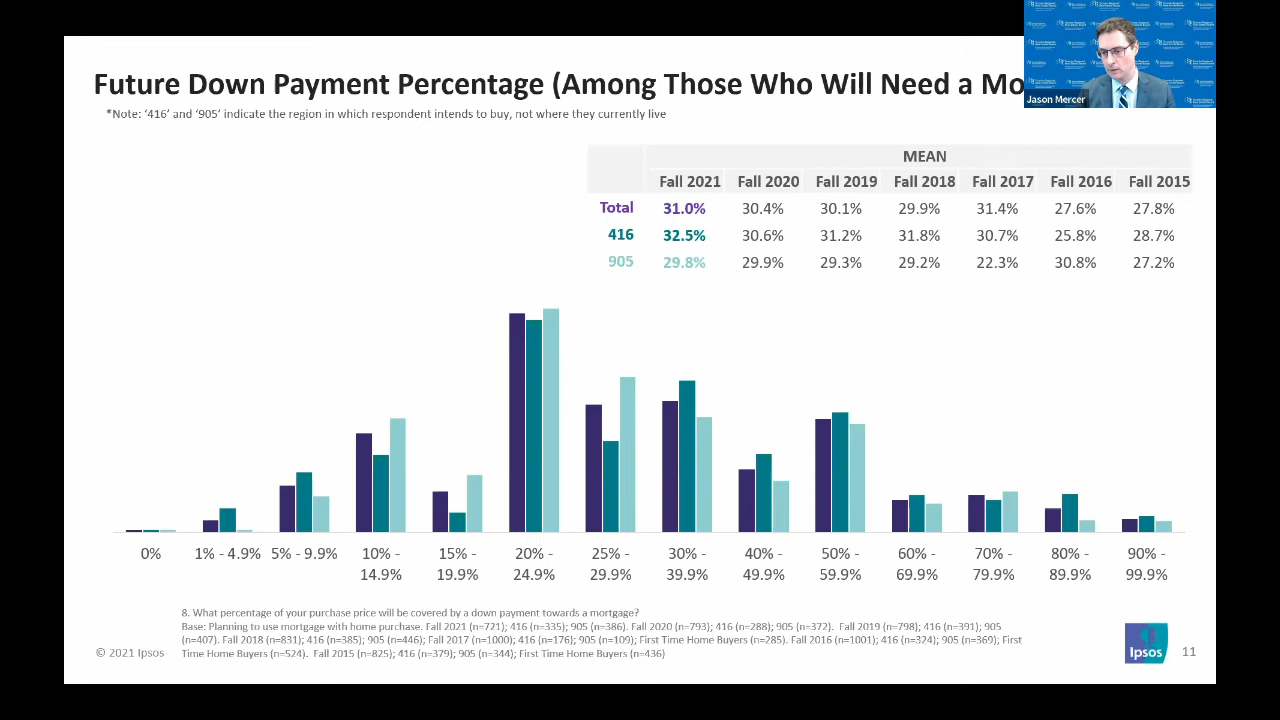 Future Down Payment Percentage (Among Those Who Will Need a Mo
Jason Mercer
*Note: ‘416’ and ‘905’ indicate the region in which respondent intends to buy, not where they currently live
MEAN
Fall 2021 Fall 2020 Fall 2019 Fall 2018 Fall 2017 Fall 2016 Fall 2015
Total 31.0% 30.4% 30.1% 29.9% 31.4% 27.6% 27.8%
416 32.5% 30.6% 31.2% 31.8% 30.7% 25.8% 28.7%
905 29.8% 29.9% 29.3% 29.2% 22.3% 30.8% 27.2%
0% 1% - 4.9% 5% - 9.9% 10% - 15% - 20% - 25% - 30% - 40% - 50% - 60% - 70% - 80% - 90% -
14.9% 19.9% 24.9% 29.9% 39.9% 49.9% 59.9% 69.9% 79.9% 89.9% 99.9%
8. What percentage of your purchase price will be covered by a down payment towards a mortgage?
Base: Planning to use mortgage with home purchase. Fall 2021 (n=721); 416 (n=335); 905 (n=386). Fall 2020 (n=793); 416 (n=288); 905 (n=372). Fall 2019 (n=798); 416 (n=391); 905
(n=407). Fall 2018 (n=831); 416 (n=385); 905 (n=446); Fall 2017 (n=1000); 416 (n=176); 905 (n=109); First Time Home Buyers (n=285). Fall 2016 (n=1001); 416 (n=324); 905 (n=369); First
Time Home Buyers (n=524). Fall 2015 (n=825); 416 (n=379); 905 (n=344); First Time Home Buyers (n=436)
© 2021 Ipsos
Ipsos
11